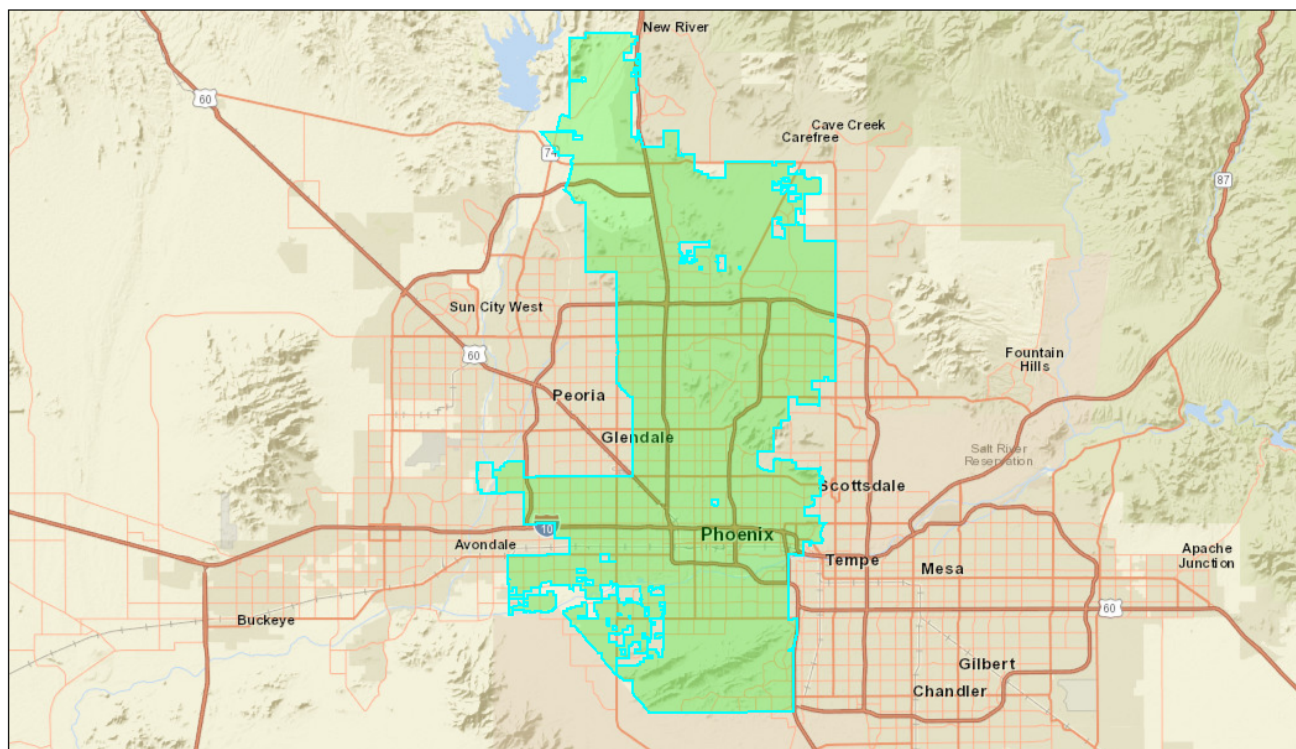 New River
60
Cave Creek
Carefree
74
87
Sun City West
60
Fountain
Hills
Peoria
Glendale
Salt River
Reservation
Scottsdale
10
Phoenix
Avondale
Tempe
Mesa
Apache
Junction
60
Buckeye
Gilbert
Chandler